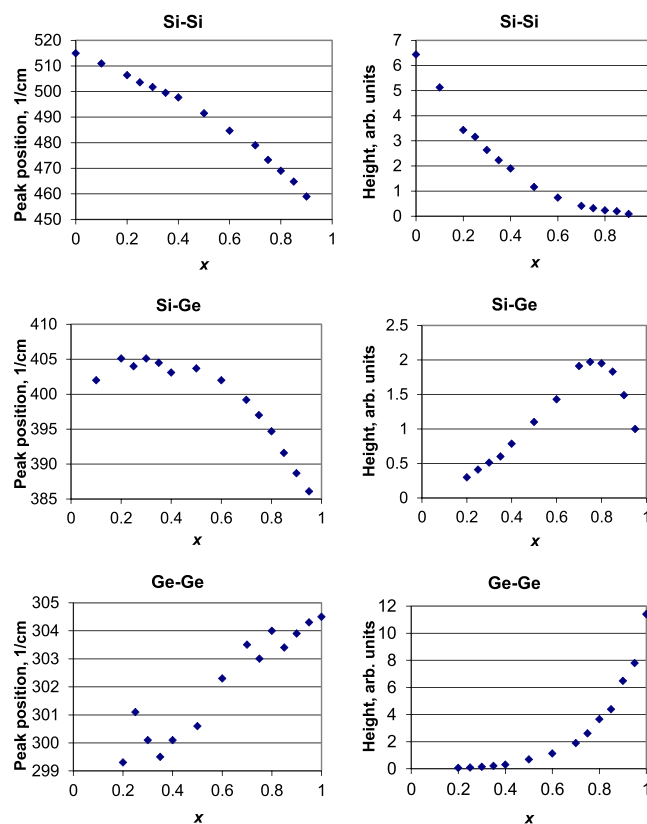 Si-Si
Peak position, 1/cm
520
510
500
490
480
470
460
450
0 0.2 0.4 0.6 0.8 1
x
Si-Si
Height, arb. units
7
6
5
4
3
2
1
0
0 0.2 0.4 0.6 0.8
x
Si-Ge
Peak position, 1/cm
410
405
400
395
390
385
0 0.2 0.4 0.6 0.8 1
x
Si-Ge
Height, arb. units
2.5
2
1.5
1
0.5
0
0 0.2 0.4 0.6 0.8 1
x
Ge-Ge
Peak position, 1/cm
305
304
303
302
301
300
299
0 0.2 0.4 0.6 0.8 1
x
Ge-Ge
Height, arb. units
12
10
8
6
4
2
0
0 0.2 0.4 0.6 0.8 1
x